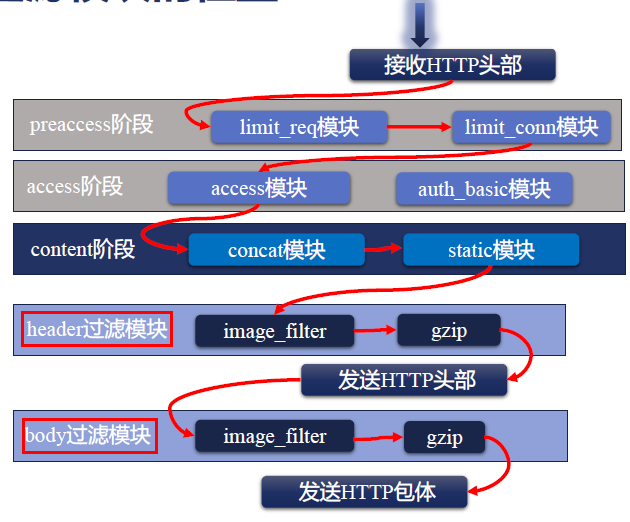 接收HTTP头部
preaccess阶段
limit_req模块
limit_conn模块
access阶段
access模块
auth_basic模块
content阶段
concat模块
static模块
header过滤模块
image_filter
gzip
发送HTTP头部
body过滤模块
image_filter
gzip
发送HTTP包体